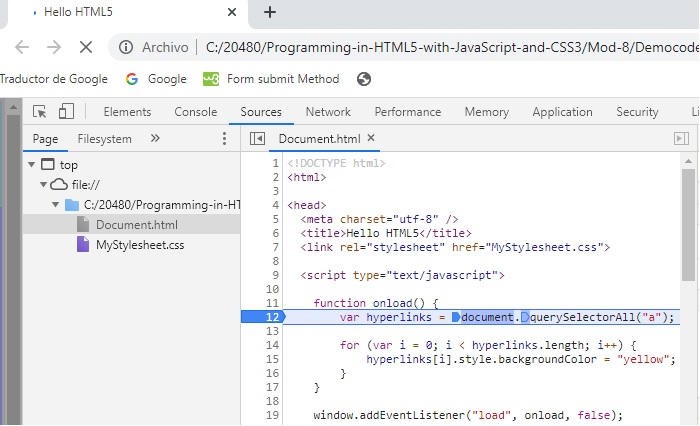 Hello HTML5
Archivo C:/20480/Programming-in-HTML5-with-JavaScript-and-CSS3/Mod-8/Democode
Traductor de Google Google Form submit Method
Elements Console Sources Network Performance Memory Application Security
Page Filesystem » Document.html ×
top
file://
C:/20480/Programming-in-HT
Document.html
MyStylesheet.css
1 <!DOCTYPE html>
2 <html>
3
4 <head>
5 <meta charset="utf-8" />
6 <title>Hello HTML5</title>
7 <link rel="stylesheet" href="MyStylesheet.css">
8
9 <script type="text/javascript">
10
11 function onload() {
12 var hyperlinks = document.querySelectorAll("a");
13
14 for (var i = 0; i < hyperlinks.length; i++) {
15 hyperlinks[i].style.backgroundColor = "yellow";
16 }
17 }
18
19 window.addEventListener("load", onload, false);